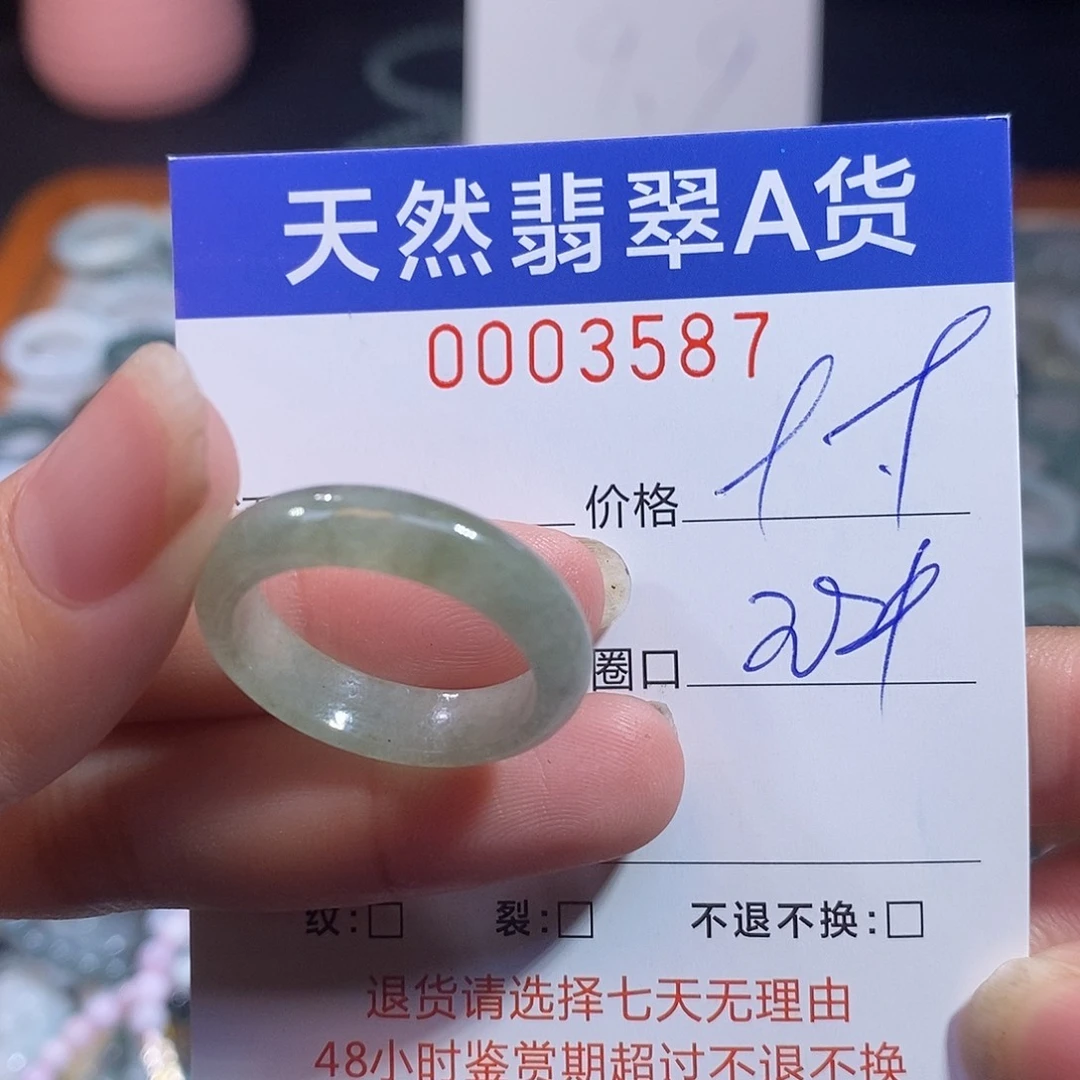 天然翡翠A货
0003587
价格
圈口
纹:□ 裂:□ 不退不换:□
退货请选择七天无理由
48小时鉴赏期超过不退不换